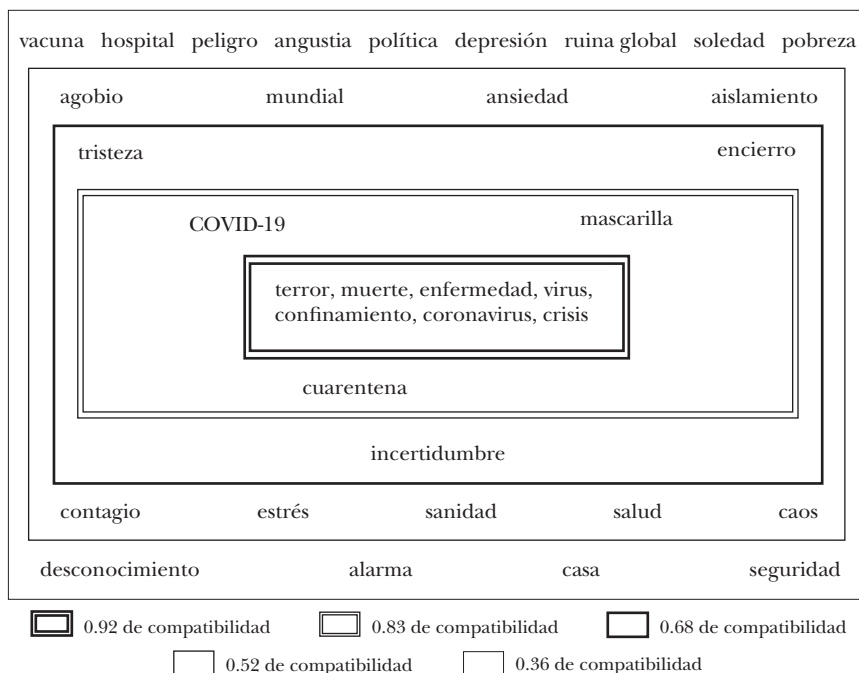 vacuna hospital peligro angustia política depresión ruina global soledad pobreza
agobio mundial ansiedad aislamiento
tristeza encierro
COVID-19 mascarilla
terror, muerte, enfermedad, virus,
confinamiento, coronavirus, crisis
cuarentena
incertidumbre
contagio estrés sanidad salud caos
desconocimiento alarma casa seguridad
0.92 de compatibilidad 0.83 de compatibilidad 0.68 de compatibilidad
0.52 de compatibilidad 0.36 de compatibilidad